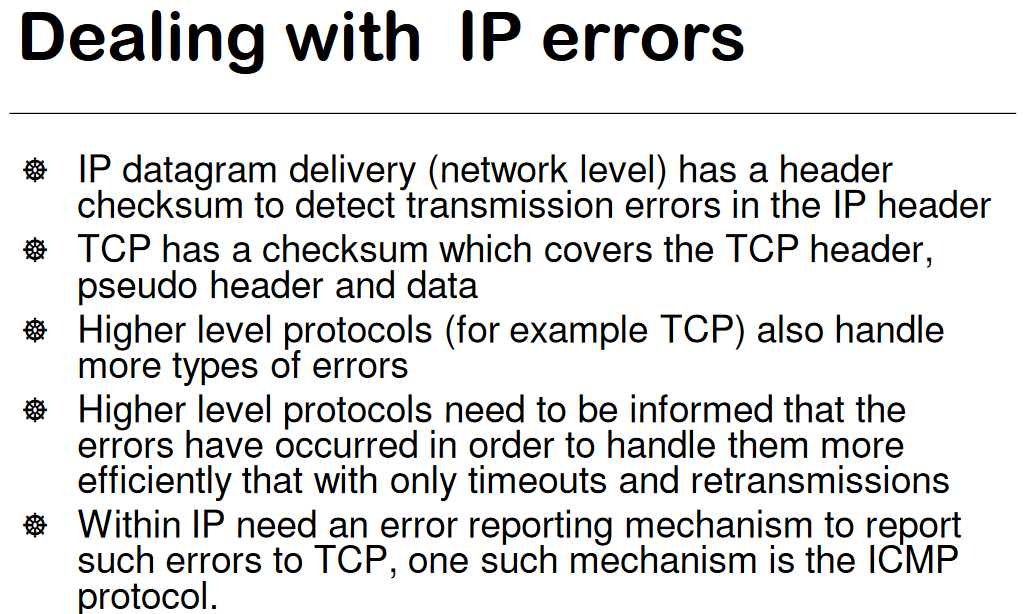 Dealing with IP errors
IP datagram delivery (network level) has a header
checksum to detect transmission errors in the IP header
TCP has a checksum which covers the TCP header,
pseudo header and data
Higher level protocols (for example TCP) also handle
more types of errors
Higher level protocols need to be informed that the
errors have occurred in order to handle them more
efficiently that with only timeouts and retransmissions
Within IP need an error reporting mechanism to report
such errors to TCP, one such mechanism is the ICMP
protocol.